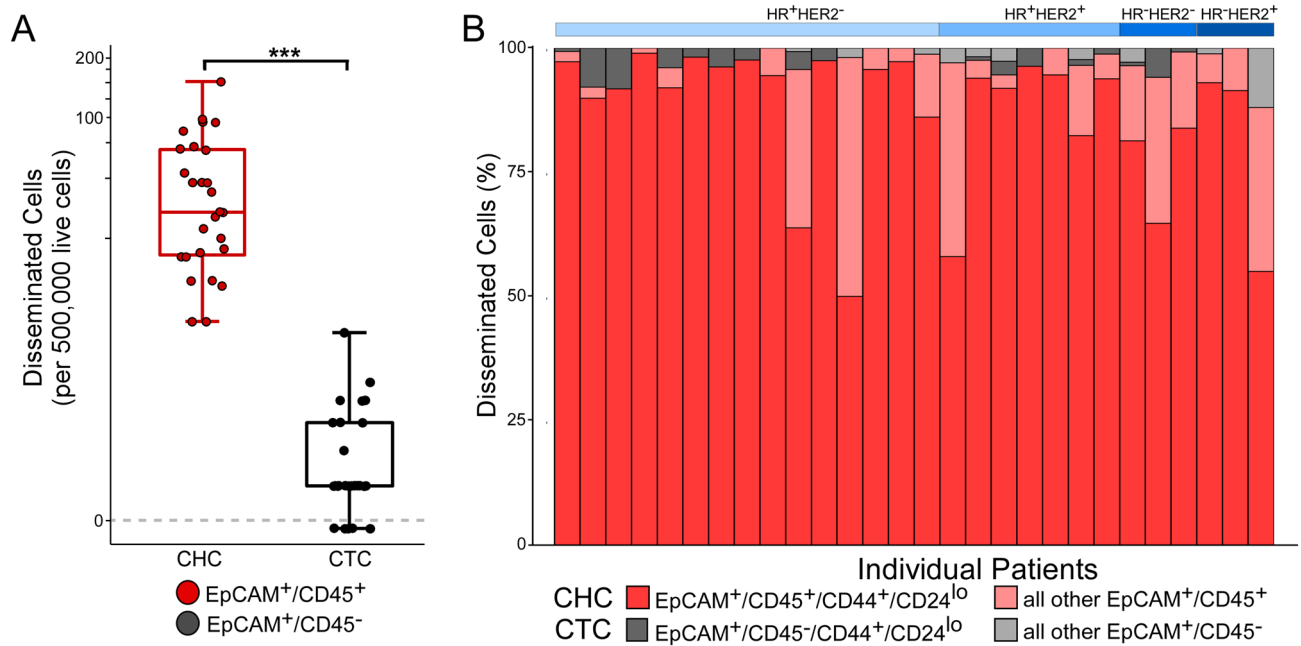 A
Disseminated Cells
(per 500,000 live cells)
200
100
0
***
CHC
CTC
EpCAM⁺/CD45⁺
EpCAM⁺/CD45⁻
B
HR⁺HER2⁻
HR⁺HER2⁺
HR⁻HER2⁻
HR⁻HER2⁺
Disseminated Cells (%)
100
75
50
25
0
Individual Patients
CHC EpCAM⁺/CD45⁺/CD44⁺/CD24ˡᵒ all other EpCAM⁺/CD45⁺
CTC EpCAM⁺/CD45⁻/CD44⁺/CD24ˡᵒ all other EpCAM⁺/CD45⁻